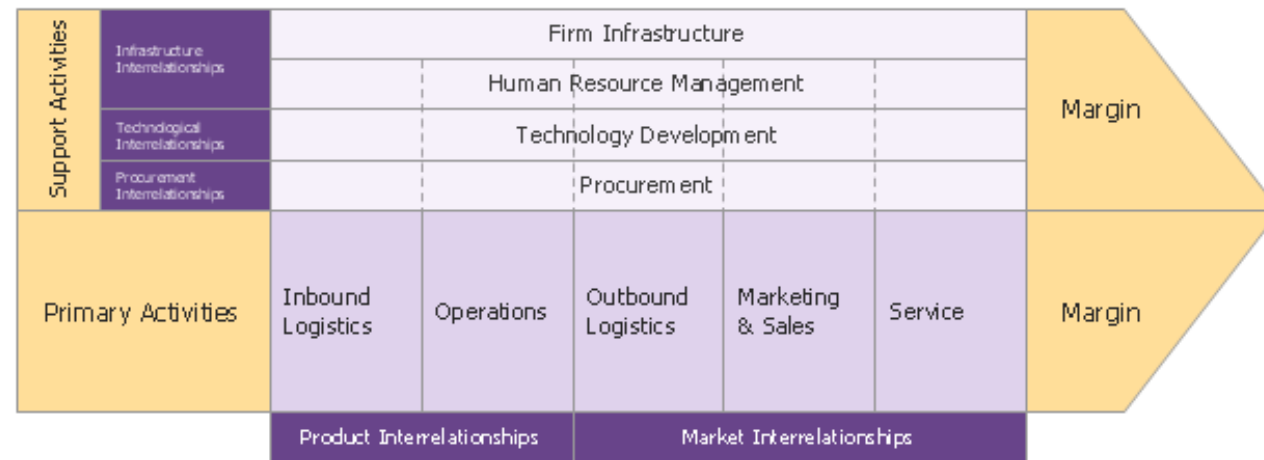 Support Activities
Infrastructure
Interrelationships
Technological
Interrelationships
Procurement
Interrelationships
Firm Infrastructure
Human Resource Management
Technology Development
Procurement
Margin
Primary Activities
Inbound
Logistics
Operations
Outbound
Logistics
Marketing
& Sales
Service
Margin
Product Interrelationships
Market Interrelationships